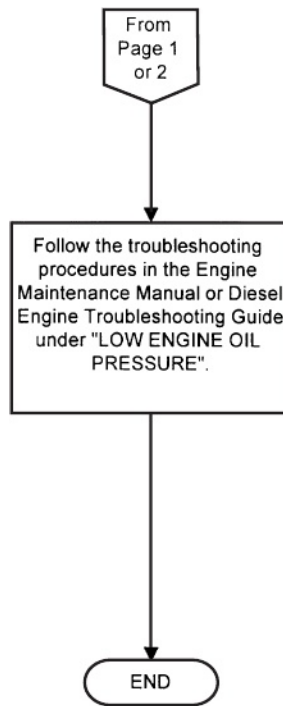 From
Page 1
or 2
Follow the troubleshooting
procedures in the Engine
Maintenance Manual or Diesel
Engine Troubleshooting Guide
under "LOW ENGINE OIL
PRESSURE".
END